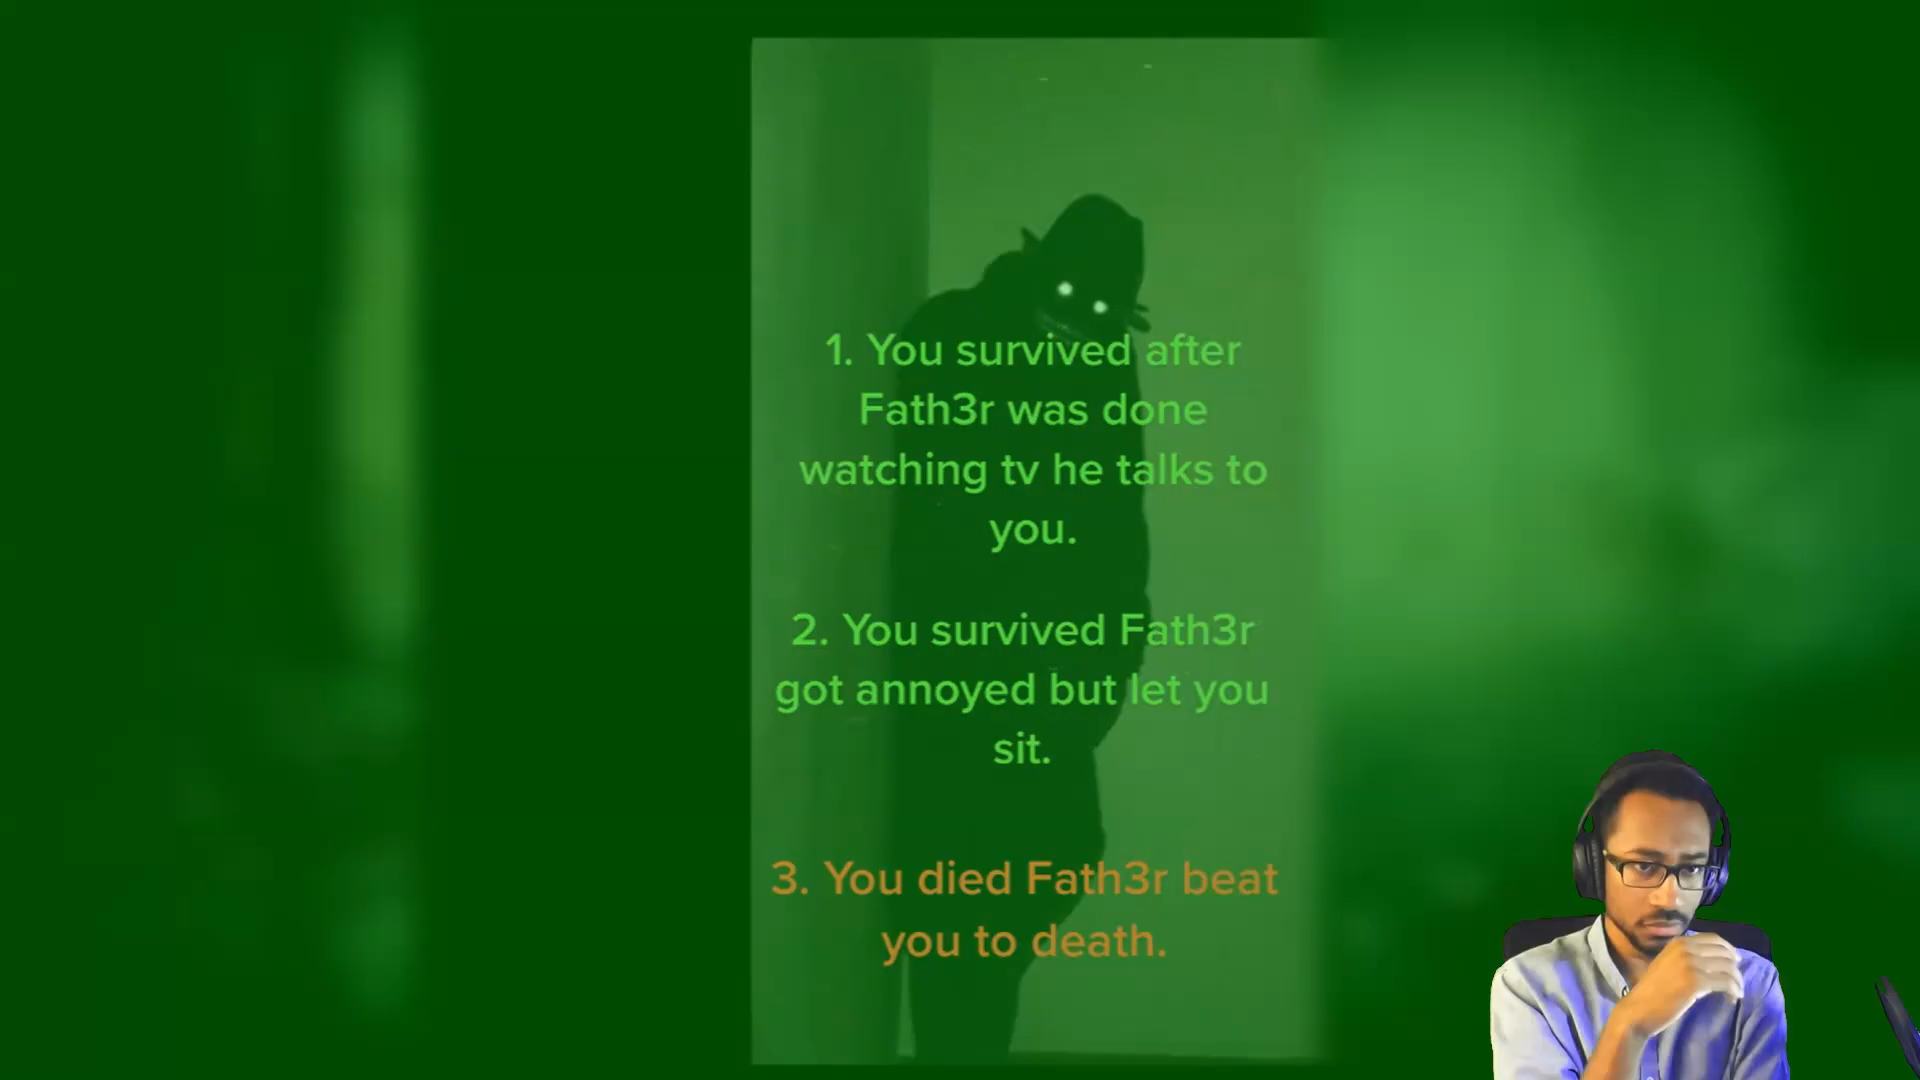 1. You survived after
Fath3r was done
watching tv he talks to
you.
2. You survived Fath3r
got annoyed but let you
sit.
3. You died Fath3r beat
you to death.